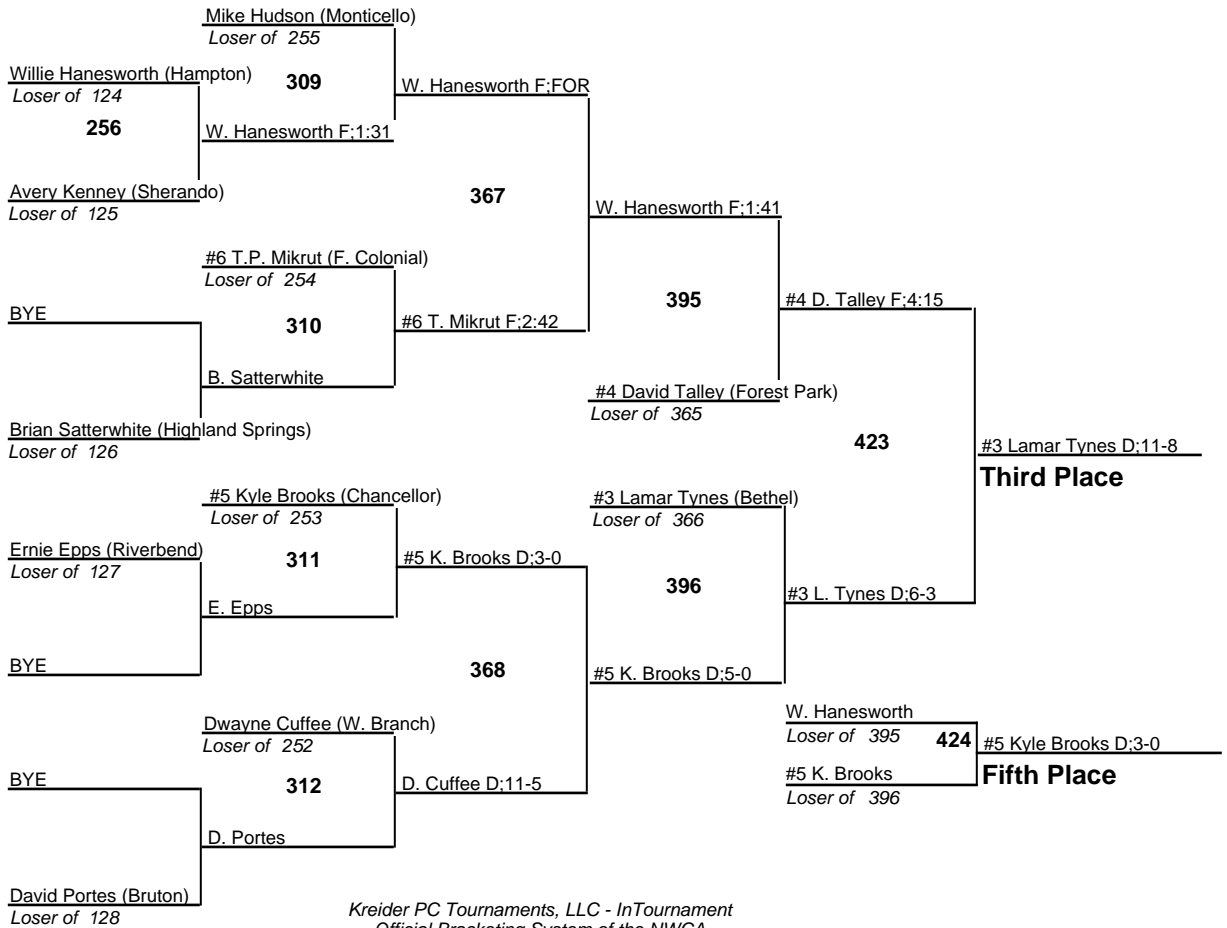 Mike Hudson (Monticello)
Loser of 255
Willie Hanesworth (Hampton)
Loser of 124
309
W. Hanesworth F;FOR
256
W. Hanesworth F;1:31
Avery Kenney (Sherando)
Loser of 125
367
W. Hanesworth F;1:41
#6 T.P. Mikrut (F. Colonial)
Loser of 254
BYE
310
#6 T. Mikrut F;2:42
395
#4 D. Talley F;4:15
B. Satterwhite
#4 David Talley (Forest Park)
Loser of 365
Brian Satterwhite (Highland Springs)
Loser of 126
423
#3 Lamar Tynes D;11-8
Third Place
#5 Kyle Brooks (Chancellor)
Loser of 253
#3 Lamar Tynes (Bethel)
Loser of 366
Ernie Epps (Riverbend)
Loser of 127
311
#5 K. Brooks D;3-0
396
#3 L. Tynes D;6-3
E. Epps
BYE
368
#5 K. Brooks D;5-0
Dwayne Cuffee (W. Branch)
Loser of 252
W. Hanesworth
Loser of 395
424
#5 Kyle Brooks D;3-0
Fifth Place
BYE
312
D. Cuffee D;11-5
#5 K. Brooks
Loser of 396
D. Portes
David Portes (Bruton)
Loser of 128
Kreider PC Tournaments, LLC - InTournament
Official Bracketing System of the NWCA